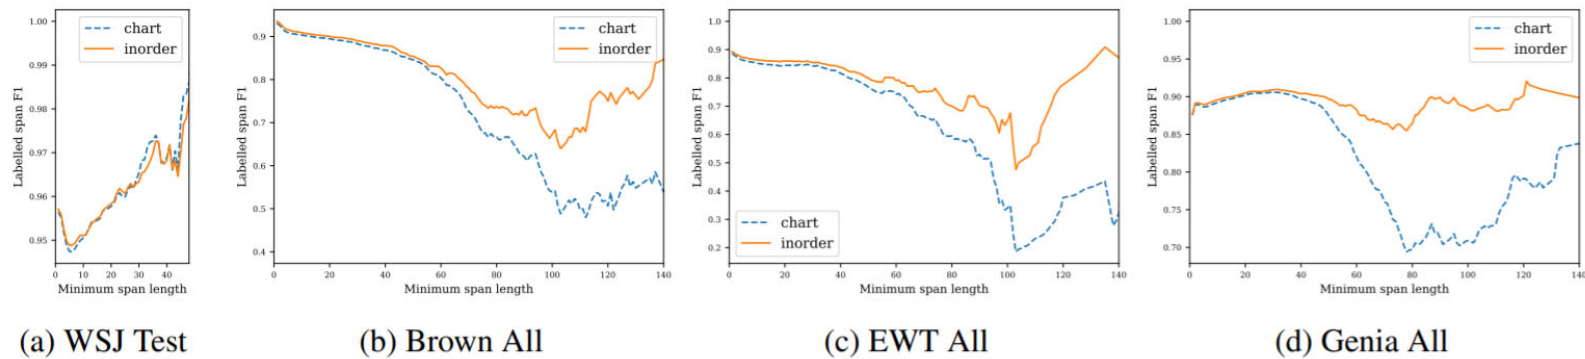 1.00
0.99
0.98
0.97
0.96
0.95
Labelled span F1
chart
inorder
0 10 20 30 40
Minimum span length
(a) WSJ Test
0.9
0.8
0.7
0.6
0.5
0.4
Labelled span F1
chart
inorder
0 20 40 60 80 100 120 140
Minimum span length
(b) Brown All
1.0
0.9
0.8
0.7
0.6
0.5
0.4
0.3
0.2
Labelled span F1
chart
inorder
0 20 40 60 80 100 120 140
Minimum span length
(c) EWT All
1.00
0.95
0.90
0.85
0.80
0.75
0.70
Labelled span F1
chart
inorder
0 20 40 60 80 100 120 140
Minimum span length
(d) Genia All